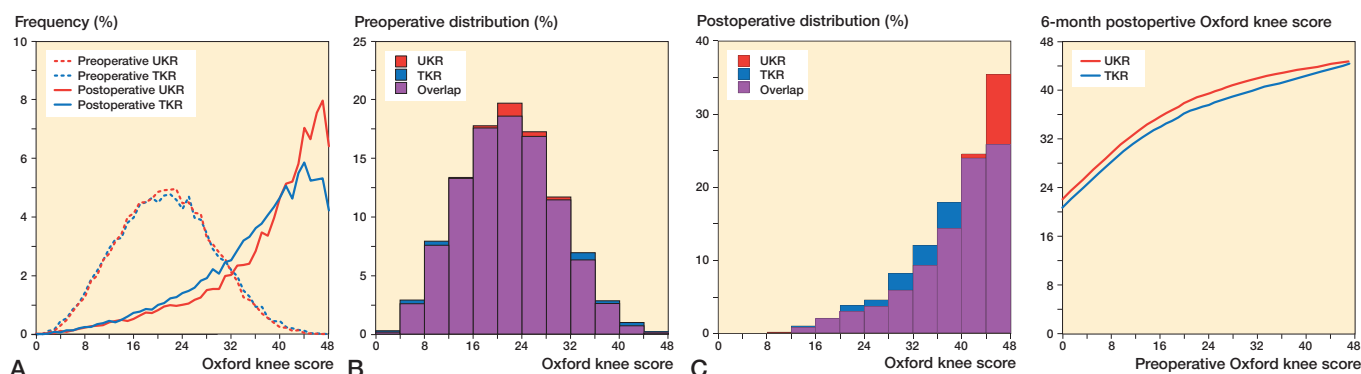 Frequency (%)
10
8
6
4
2
0
Preoperative UKR
Preoperative TKR
Postoperative UKR
Postoperative TKR
0 8 16 24 32 40 48
A
Oxford knee score
Preoperative distribution (%)
25
20
15
10
5
0
UKR
TKR
Overlap
0 8 16 24 32 40 48
B
Oxford knee score
Postoperative distribution (%)
40
30
20
10
0
UKR
TKR
Overlap
0 8 16 24 32 40 48
C
Oxford knee score
6-month postopertive Oxford knee score
48
40
32
24
16
8
0
UKR
TKR
0 8 16 24 32 40 48
Preoperative Oxford knee score